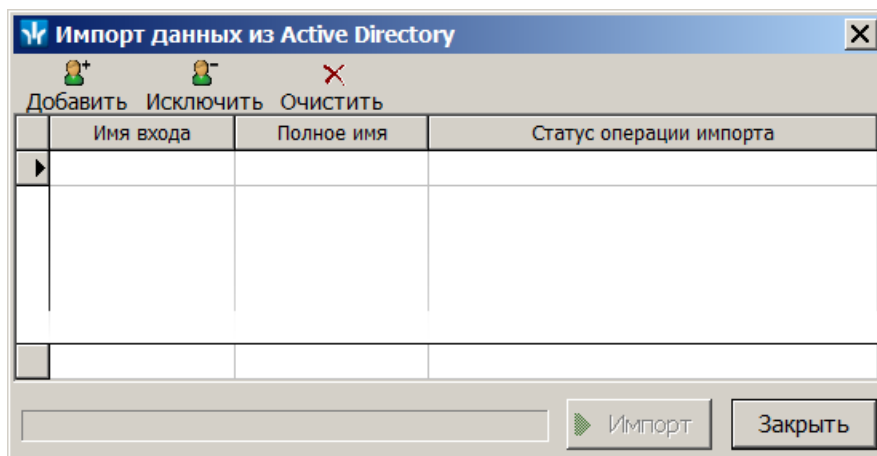 Импорт данных из Active Directory
Добавить Исключить Очистить
Имя входа Полное имя Статус операции импорта
Импорт Закрыть